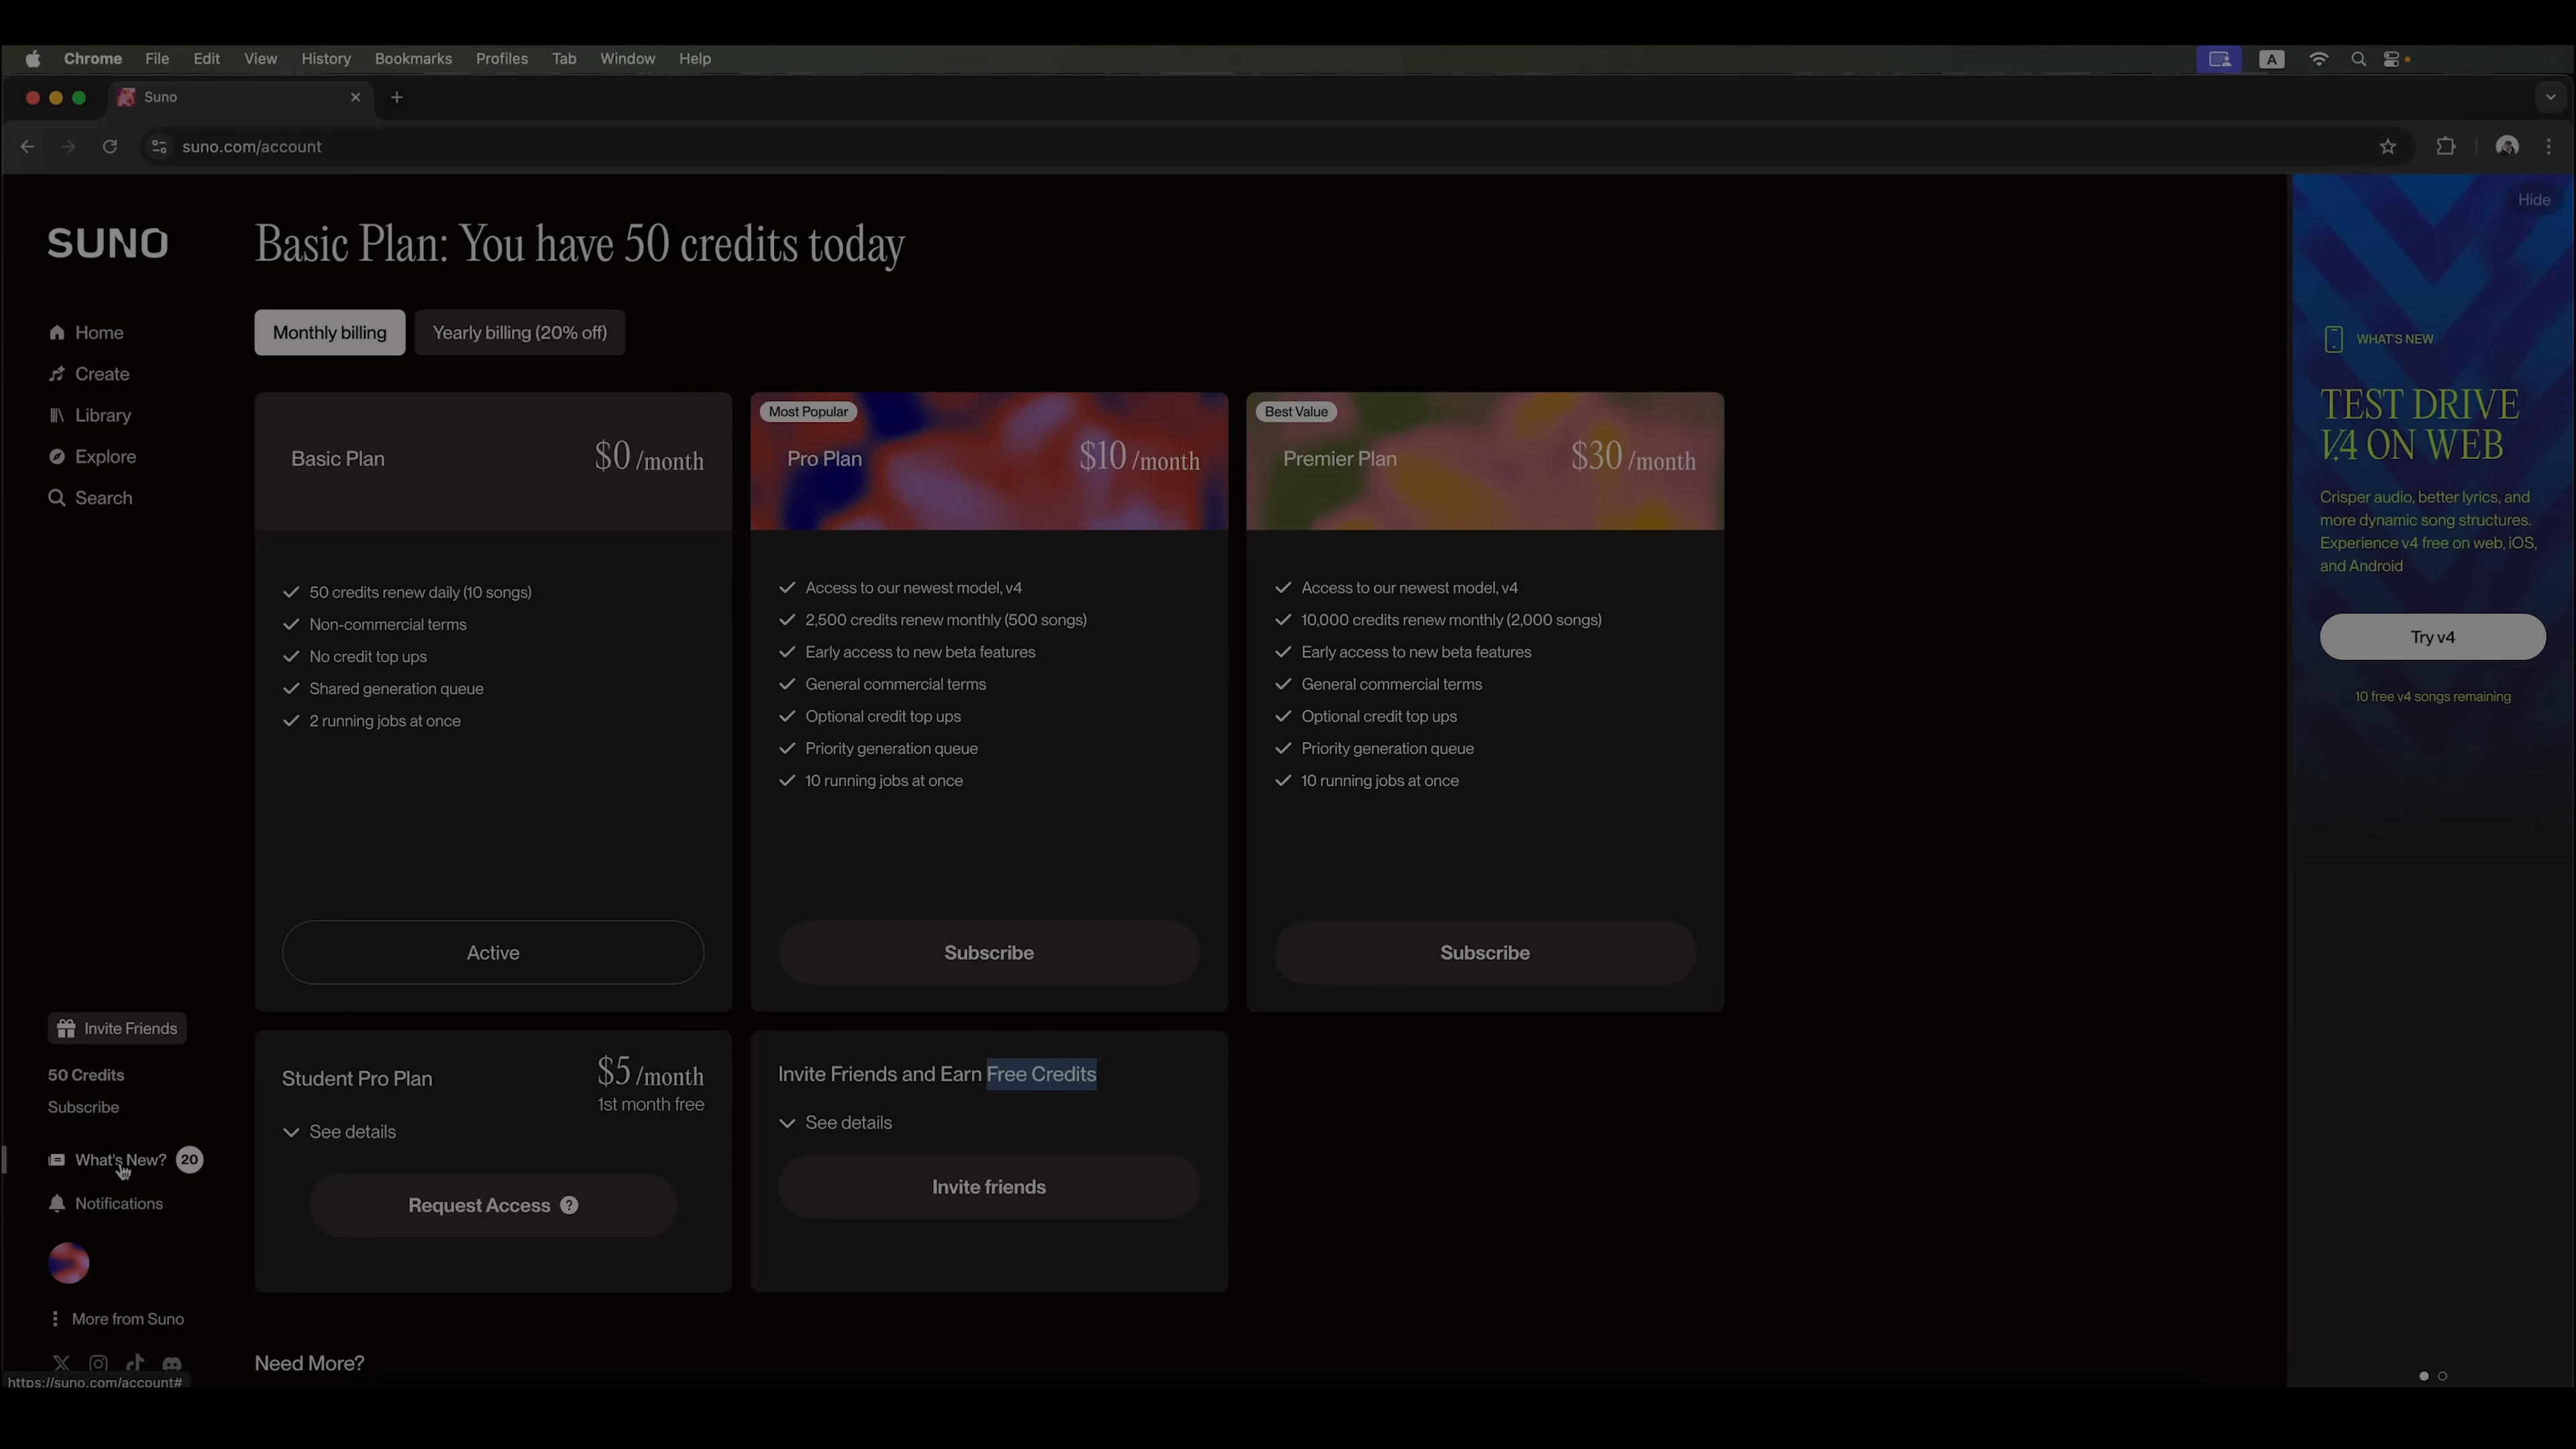 Chrome File Edit View History Bookmarks Profiles Tab Window Help
A
Suno
suno.com/account
SUNO
Home
Create
Library
Explore
Search
Invite Friends
50 Credits
Subscribe
What's New? 20
Notifications
More from Suno
https://suno.com/account#
Basic Plan: You have 50 credits today
Monthly billing
Yearly billing (20% off)
Basic Plan
$0 /month
50 credits renew daily (10 songs)
Non-commercial terms
No credit top ups
Shared generation queue
2 running jobs at once
Active
Most Popular
Pro Plan
$10 /month
Access to our newest model, v4
2,500 credits renew monthly (500 songs)
Early access to new beta features
General commercial terms
Optional credit top ups
Priority generation queue
10 running jobs at once
Subscribe
Best Value
Premier Plan
$30 /month
Access to our newest model, v4
10,000 credits renew monthly (2,000 songs)
Early access to new beta features
General commercial terms
Optional credit top ups
Priority generation queue
10 running jobs at once
Subscribe
Student Pro Plan
$5 /month
1st month free
See details
Request Access ?
Invite Friends and Earn Free Credits
See details
Invite friends
Need More?
Hide
WHAT'S NEW
TEST DRIVE
V4 ON WEB
Crisper audio, better lyrics, and
more dynamic song structures.
Experience v4 free on web, iOS,
and Android
Try v4
10 free v4 songs remaining